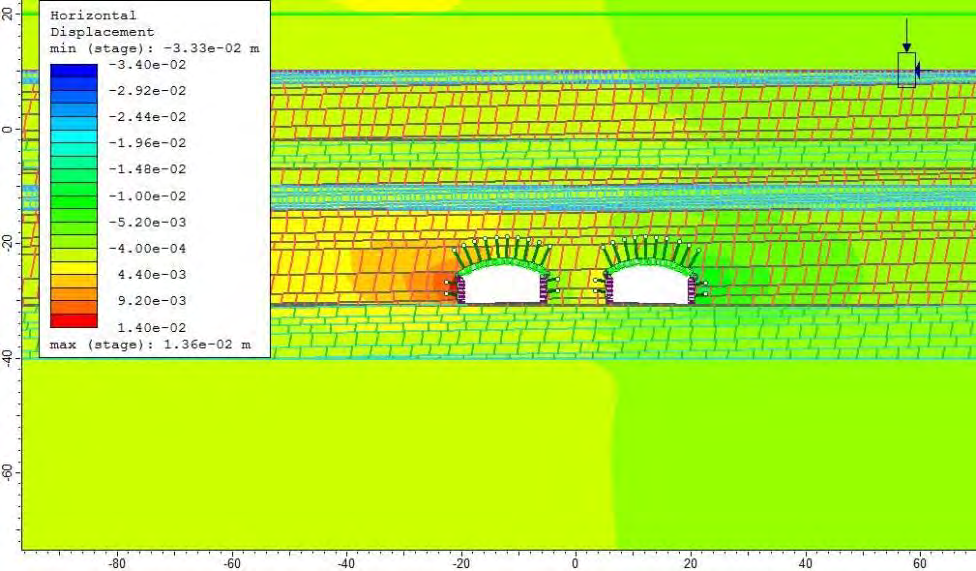 Horizontal
Displacement
min (stage): -3.33e-02 m
-3.40e-02
-2.92e-02
-2.44e-02
-1.96e-02
-1.48e-02
-1.00e-02
-5.20e-03
-4.00e-04
4.40e-03
9.20e-03
1.40e-02
max (stage): 1.36e-02 m
20
0
-20
-40
-60
-80 -60 -40 -20 0 20 40 60